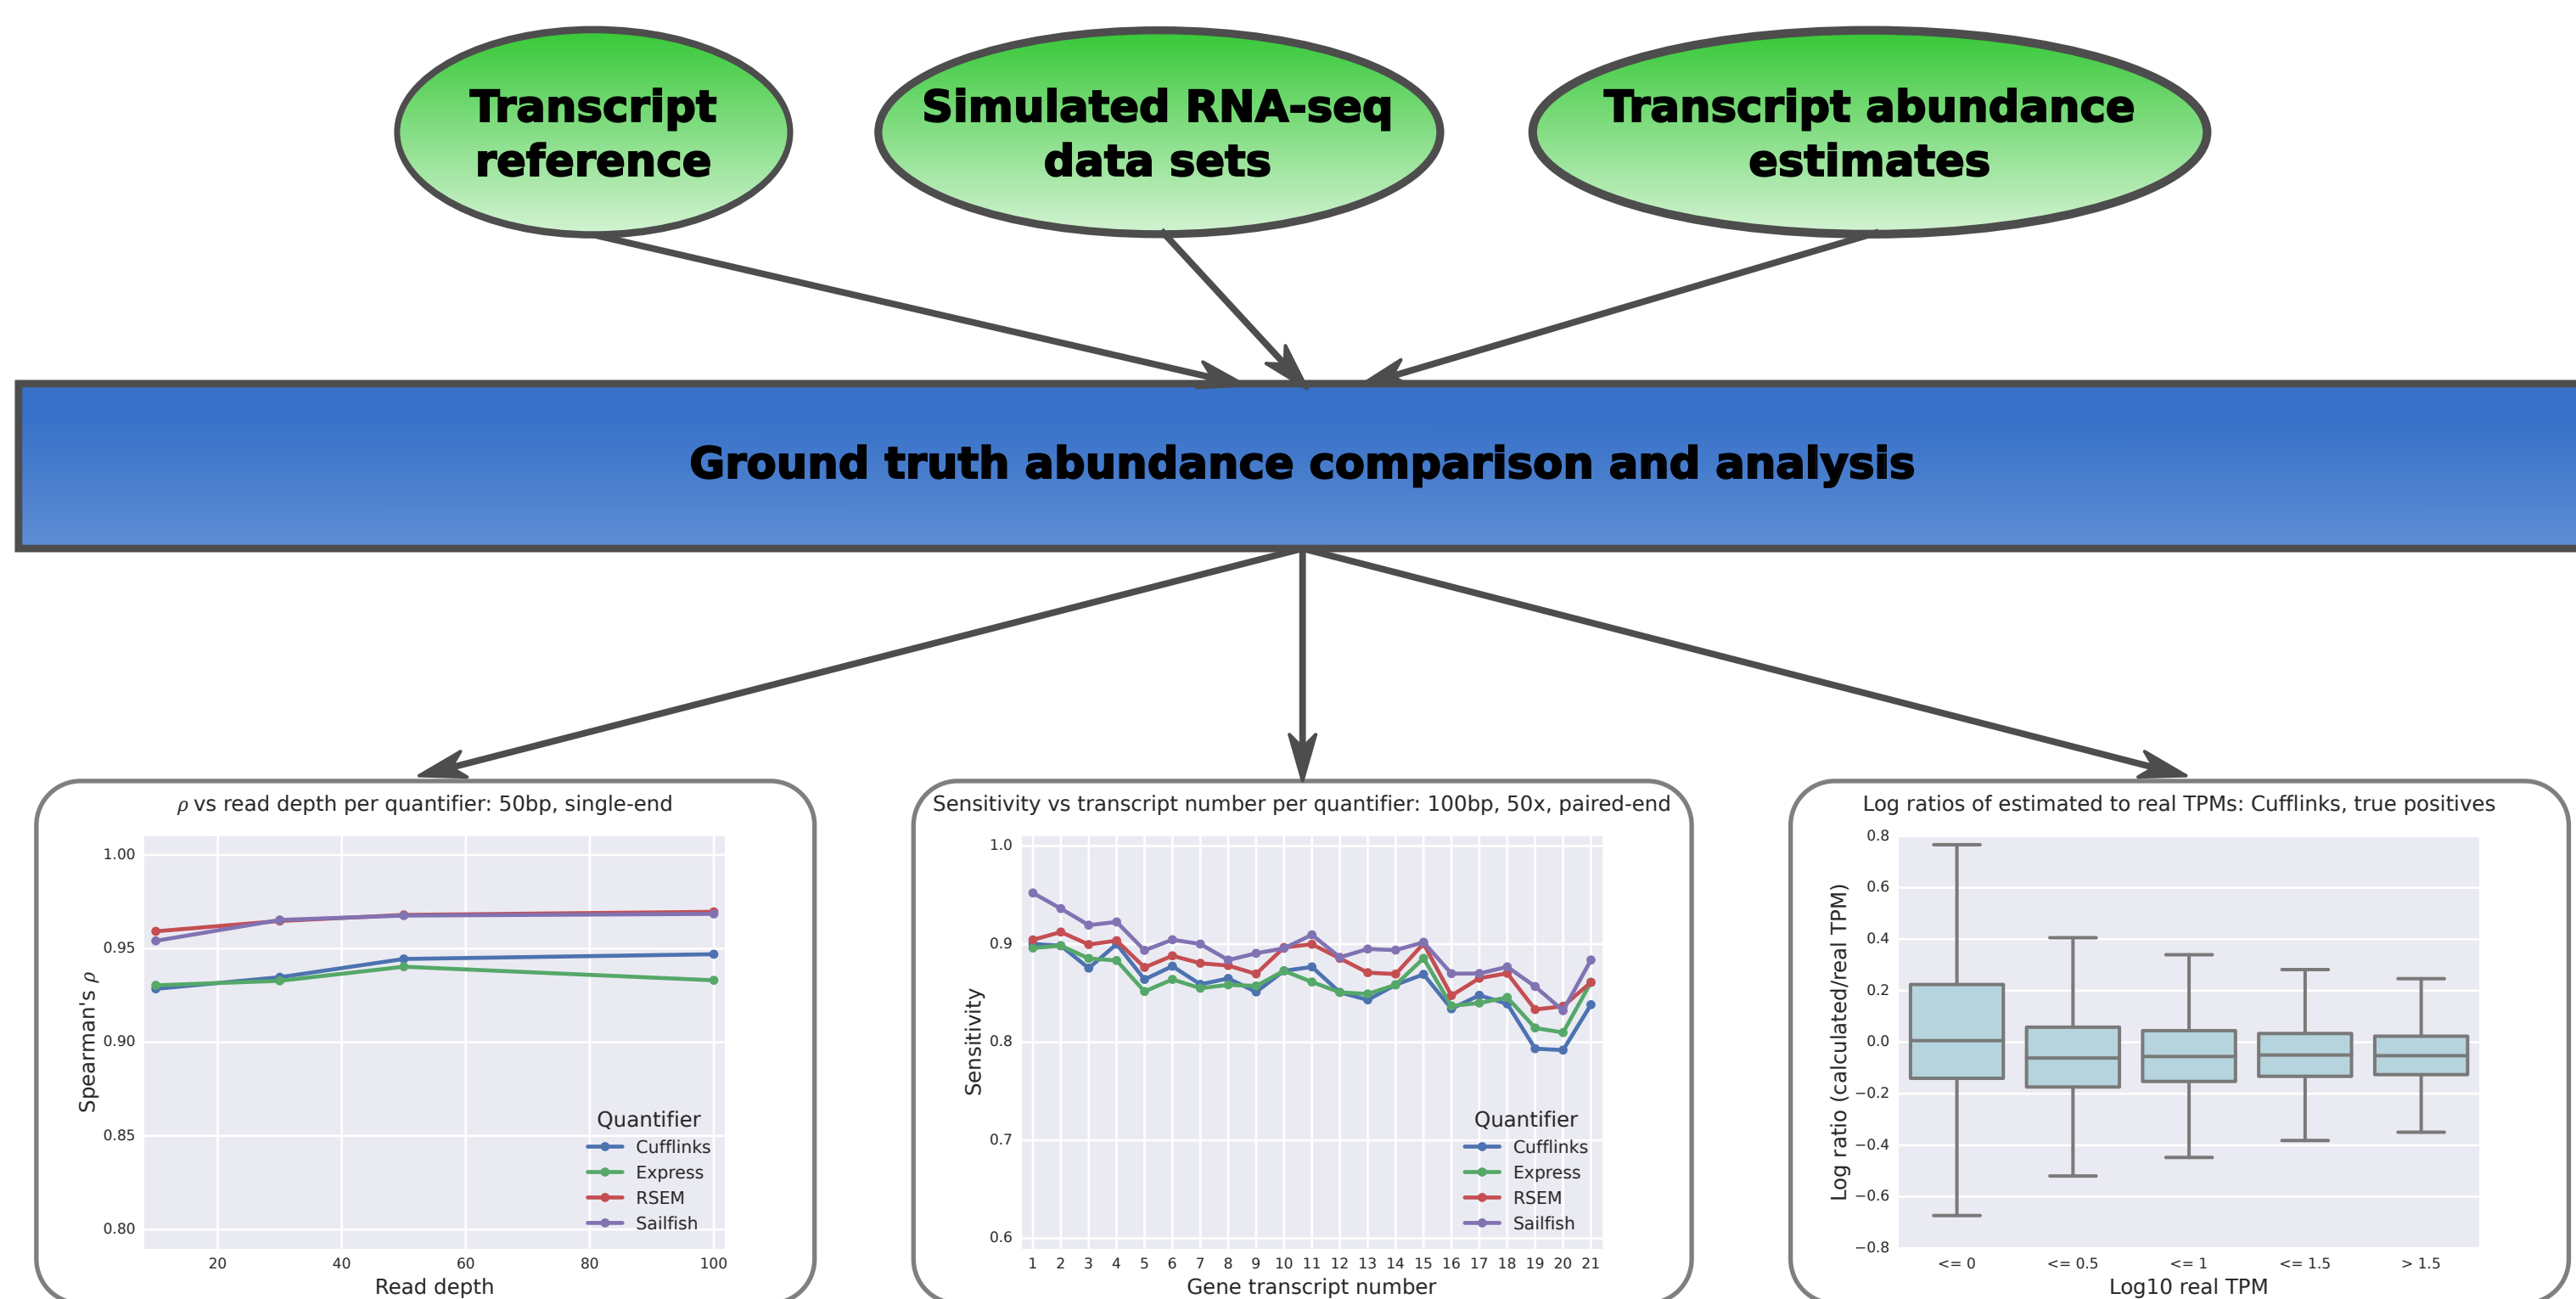 Transcript
reference
Simulated RNA-seq
data sets
Transcript abundance
estimates
Ground truth abundance comparison and analysis
ρ vs read depth per quantifier: 50bp, single-end
1.00
0.95
0.90
0.85
0.80
Spearman's ρ
Quantifier
Cufflinks
Express
RSEM
Sailfish
20 40 60 80 100
Read depth
Sensitivity vs transcript number per quantifier: 100bp, 50x, paired-end
1.0
0.9
0.8
0.7
0.6
Sensitivity
Quantifier
Cufflinks
Express
RSEM
Sailfish
1 2 3 4 5 6 7 8 9 10 11 12 13 14 15 16 17 18 19 20 21
Gene transcript number
Log ratios of estimated to real TPMs: Cufflinks, true positives
0.8
0.6
0.4
0.2
0.0
−0.2
−0.4
−0.6
−0.8
Log ratio (calculated/real TPM)
<= 0 <= 0.5 <= 1 <= 1.5 > 1.5
Log10 real TPM